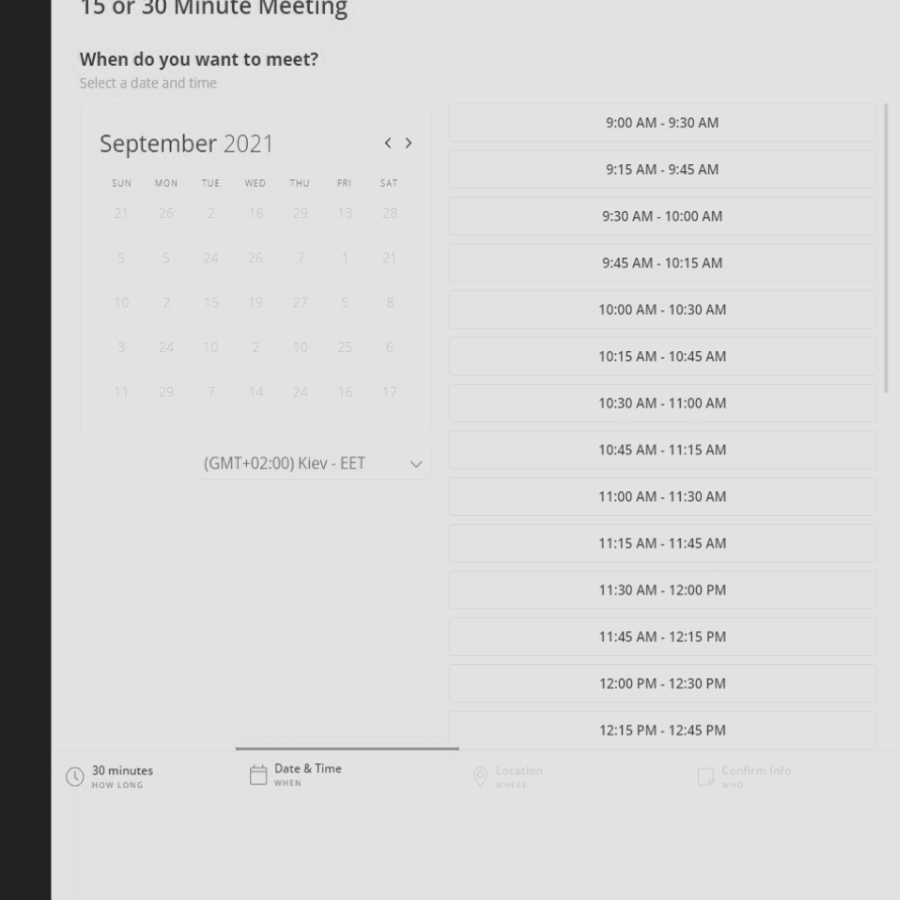 15 or 30 Minute Meeting
When do you want to meet?
Select a date and time
September 2021
SUN MON TUE WED THU FRI SAT
21 26 2 16 29 13 28
5 5 24 26 7 1 21
10 2 15 19 27 5 8
3 24 10 2 10 25 6
11 29 7 14 24 16 17
(GMT+02:00) Kiev - EET
9:00 AM - 9:30 AM
9:15 AM - 9:45 AM
9:30 AM - 10:00 AM
9:45 AM - 10:15 AM
10:00 AM - 10:30 AM
10:15 AM - 10:45 AM
10:30 AM - 11:00 AM
10:45 AM - 11:15 AM
11:00 AM - 11:30 AM
11:15 AM - 11:45 AM
11:30 AM - 12:00 PM
11:45 AM - 12:15 PM
12:00 PM - 12:30 PM
12:15 PM - 12:45 PM
30 minutes
HOW LONG
Date & Time
WHEN
Location
WHERE
Confirm Info
WHO